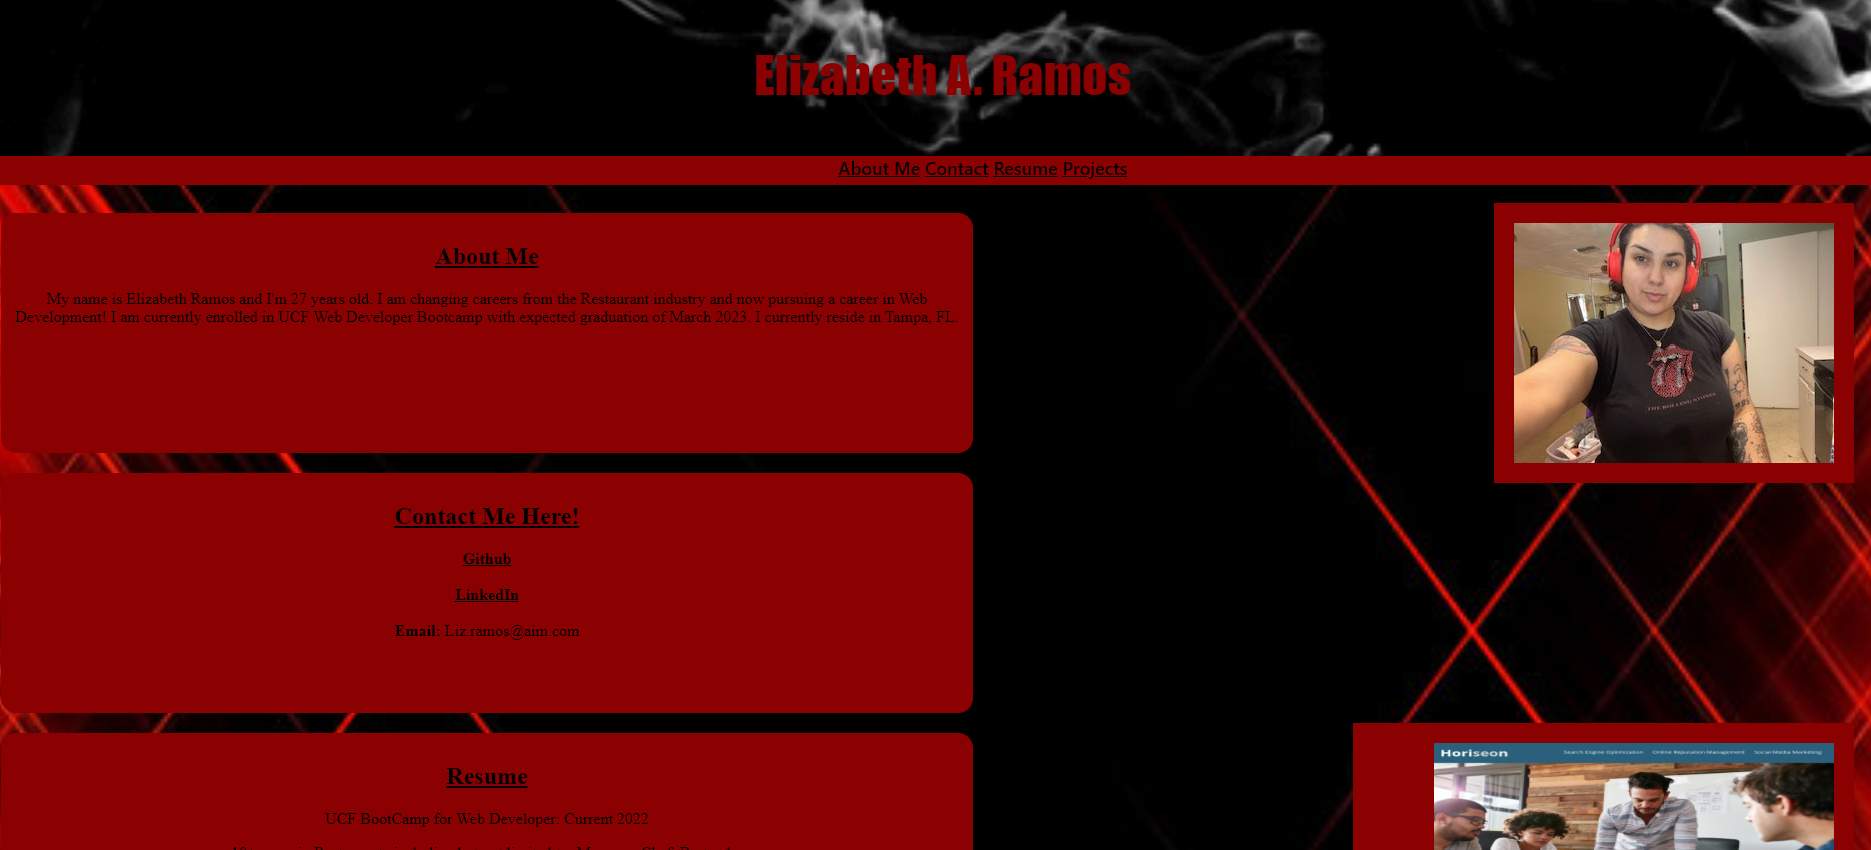 Elizabeth A. Ramos
About Me Contact Resume Projects
About Me
My name is Elizabeth Ramos and I'm 27 years old. I am changing careers from the Restaurant industry and now pursuing a career in Web
Development! I am currently enrolled in UCF Web Developer Bootcamp with expected graduation of March 2023. I currently reside in Tampa, FL.
THE ROLLING STONES
Contact Me Here!
Github
LinkedIn
Email: Liz.ramos@aim.com
Resume
Horiseon
Search Engine Optimization Online Reputation Management Social Media Marketing
UCF BootCamp for Web Developer: Current 2022